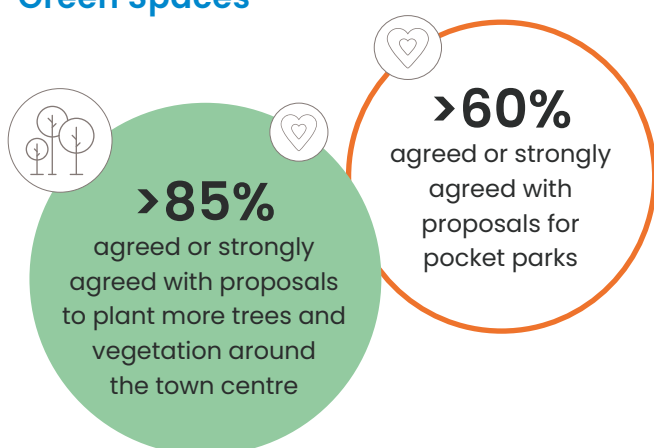 Green Spaces
>85%
agreed or strongly
agreed with proposals
to plant more trees and
vegetation around
the town centre
>60%
agreed or strongly
agreed with
proposals for
pocket parks